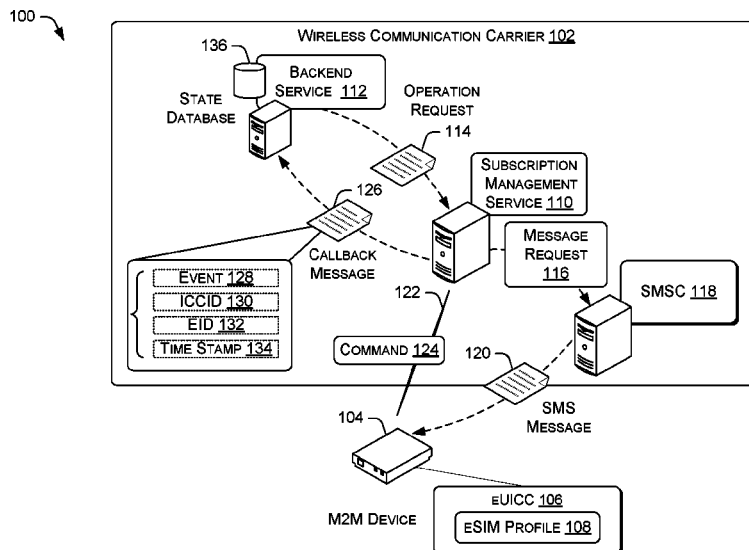 100
WIRELESS COMMUNICATION CARRIER 102
136
BACKEND
SERVICE 112
STATE
DATABASE
OPERATION
REQUEST
114
126
SUBSCRIPTION
MANAGEMENT
SERVICE 110
CALLBACK
MESSAGE
MESSAGE
REQUEST
116
EVENT 128
ICCID 130
EID 132
TIME STAMP 134
122
SMSC 118
COMMAND 124
120
SMS
MESSAGE
104
M2M DEVICE
EUICC 106
ESIM PROFILE 108